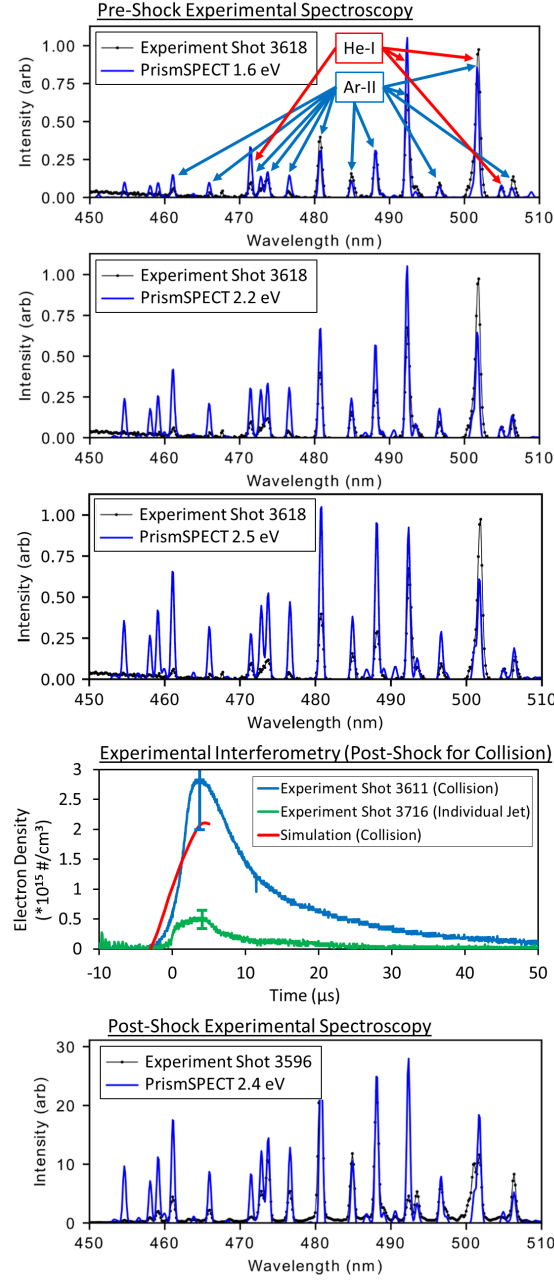 Pre-Shock Experimental Spectroscopy
Intensity (arb)
1.00
0.75
0.50
0.25
0.00
Experiment Shot 3618
PrismSPECT 1.6 eV
He-I
Ar-II
450 460 470 480 490 500 510
Wavelength (nm)
Intensity (arb)
1.00
0.75
0.50
0.25
0.00
Experiment Shot 3618
PrismSPECT 2.2 eV
450 460 470 480 490 500 510
Wavelength (nm)
Intensity (arb)
1.00
0.75
0.50
0.25
0.00
Experiment Shot 3618
PrismSPECT 2.5 eV
450 460 470 480 490 500 510
Wavelength (nm)
Experimental Interferometry (Post-Shock for Collision)
Electron Density
(*10¹⁵ #/cm³)
3
2.5
2
1.5
1
0.5
0
Experiment Shot 3611 (Collision)
Experiment Shot 3716 (Individual Jet)
Simulation (Collision)
-10 0 10 20 30 40 50
Time (μs)
Post-Shock Experimental Spectroscopy
Intensity (arb)
30
20
10
0
Experiment Shot 3596
PrismSPECT 2.4 eV
450 460 470 480 490 500 510
Wavelength (nm)